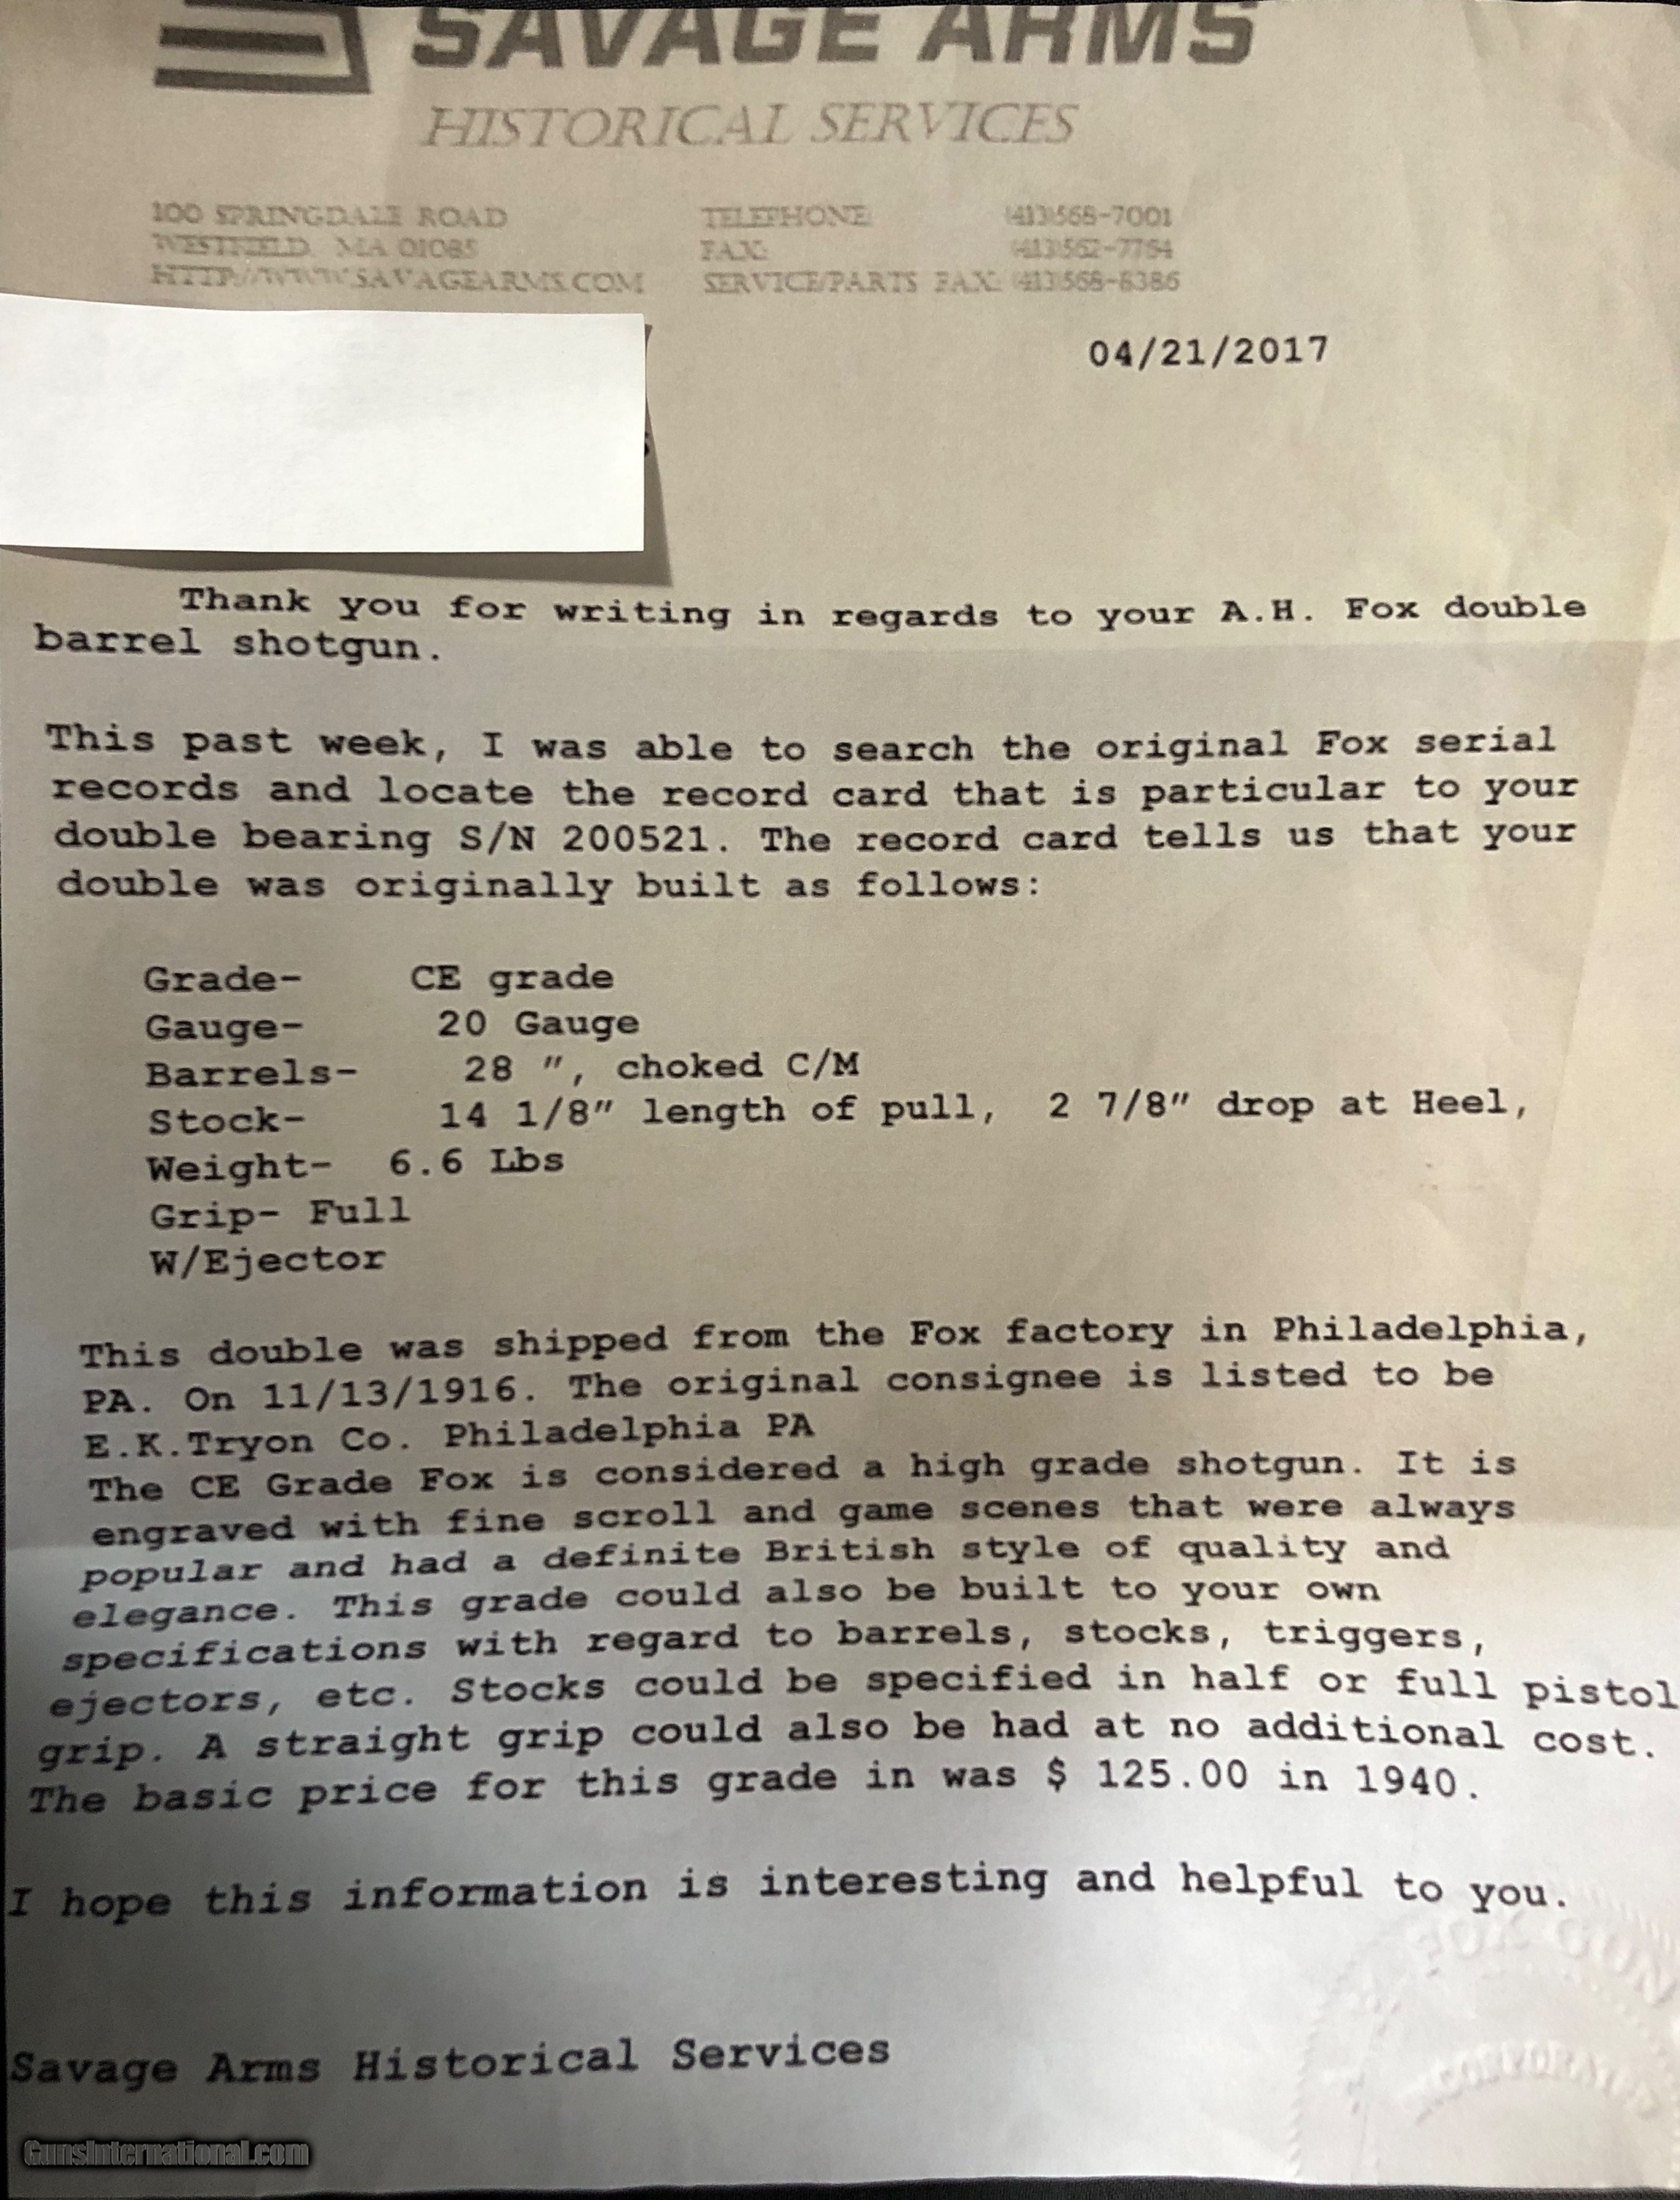 SAVAGE ARMS
HISTORICAL SERVICES
100 SPRINGDALE ROAD TELEPHONE: (413)568-7001
WESTFIELD, MA 01085 FAX: (413)562-7764
HTTP://WWW.SAVAGEARMS.COM SERVICE/PARTS FAX: (413)568-8386
04/21/2017
Thank you for writing in regards to your A.H. Fox double
barrel shotgun.
This past week, I was able to search the original Fox serial
records and locate the record card that is particular to your
double bearing S/N 200521. The record card tells us that your
double was originally built as follows:
Grade- CE grade
Gauge- 20 Gauge
Barrels- 28 ", choked C/M
Stock- 14 1/8" length of pull, 2 7/8" drop at Heel,
Weight- 6.6 Lbs
Grip- Full
W/Ejector
This double was shipped from the Fox factory in Philadelphia,
PA. On 11/13/1916. The original consignee is listed to be
E.K.Tryon Co. Philadelphia PA
The CE Grade Fox is considered a high grade shotgun. It is
engraved with fine scroll and game scenes that were always
popular and had a definite British style of quality and
elegance. This grade could also be built to your own
specifications with regard to barrels, stocks, triggers,
ejectors, etc. Stocks could be specified in half or full pistol
grip. A straight grip could also be had at no additional cost.
The basic price for this grade in was $ 125.00 in 1940.
I hope this information is interesting and helpful to you.
FOX GUN
Savage Arms Historical Services
GunsInternational.com